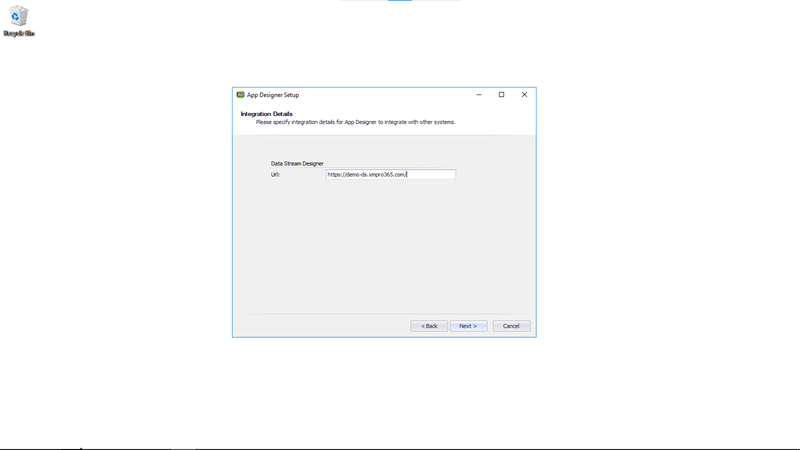 Recycle Bin
App Designer Setup
Integration Details
Please specify integration details for App Designer to integrate with other systems.
Data Stream Designer
Url:
https://demo-ds.xmpro365.com/
< Back
Next >
Cancel